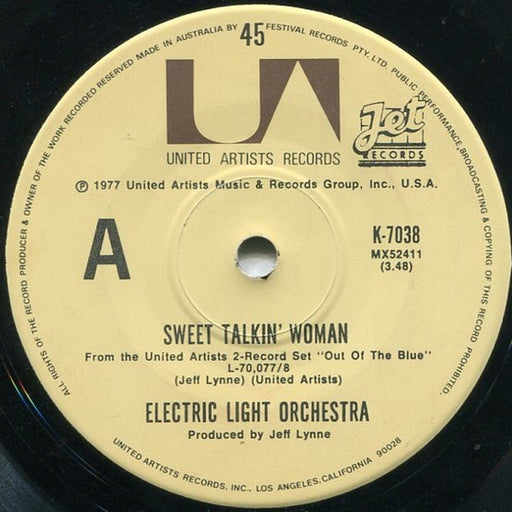 ALL RIGHTS OF THE RECORD PRODUCER & OWNER OF THE WORK RECORDED RESERVED MADE IN AUSTRALIA BY FESTIVAL RECORDS PTY. LTD. PUBLIC PERFORMANCE, BROADCASTING & COPYING OF THIS RECORD PROHIBITED.
45
UA
UNITED ARTISTS RECORDS
Jet
RECORDS
℗ 1977 United Artists Music & Records Group, Inc., U.S.A.
A
K-7038
MX52411
(3.48)
SWEET TALKIN' WOMAN
From the United Artists 2-Record Set "Out Of The Blue"
L-70,077/8
(Jeff Lynne) (United Artists)
ELECTRIC LIGHT ORCHESTRA
Produced by Jeff Lynne
UNITED ARTISTS RECORDS, INC., LOS ANGELES, CALIFORNIA 90028